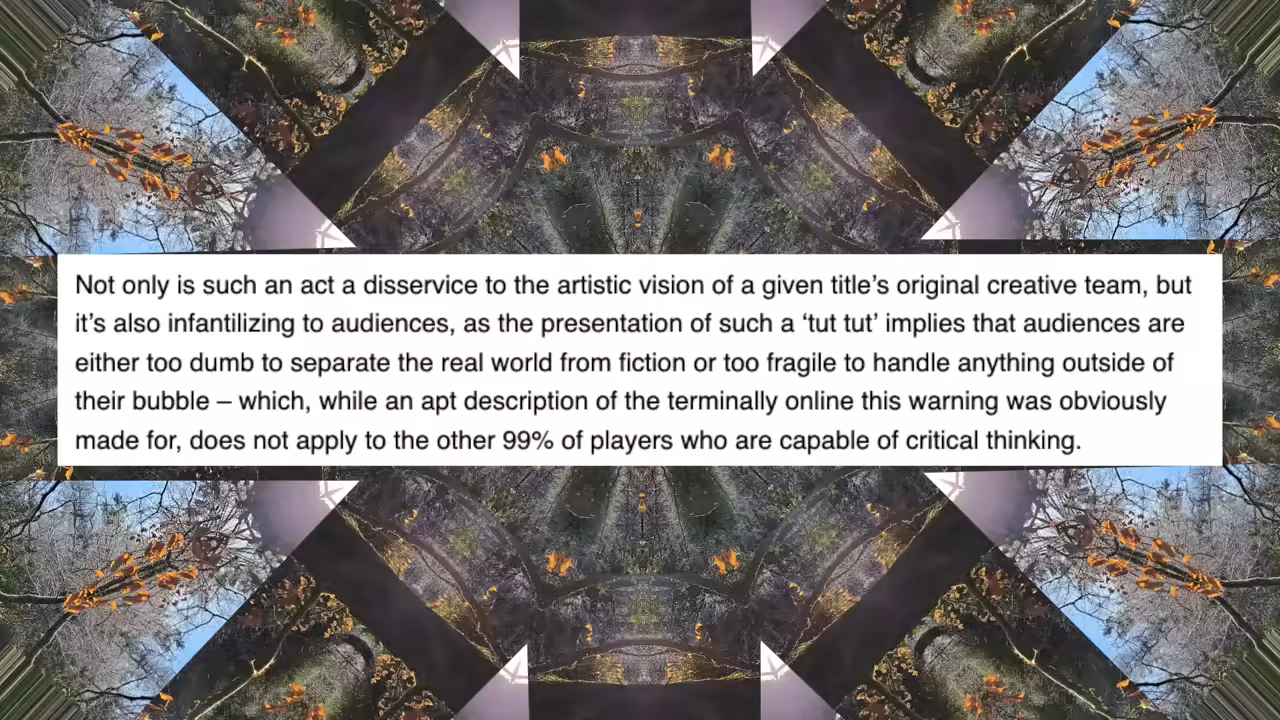 Not only is such an act a disservice to the artistic vision of a given title’s original creative team, but
it’s also infantilizing to audiences, as the presentation of such a ‘tut tut’ implies that audiences are
either too dumb to separate the real world from fiction or too fragile to handle anything outside of
their bubble – which, while an apt description of the terminally online this warning was obviously
made for, does not apply to the other 99% of players who are capable of critical thinking.